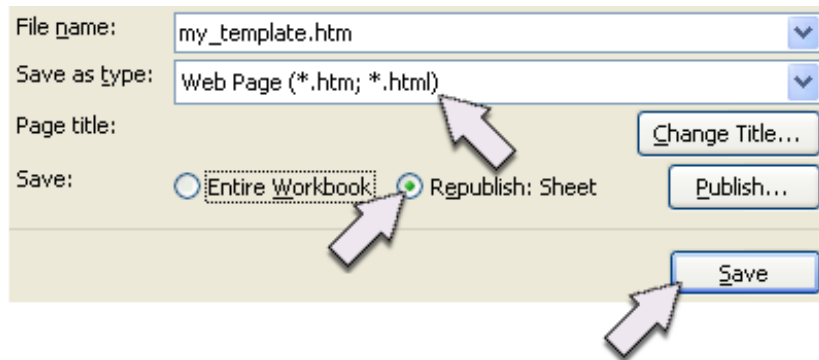 File name: my_template.htm
Save as type: Web Page (*.htm; *.html)
Page title: Change Title...
Save: Entire Workbook Republish: Sheet Publish...
Save